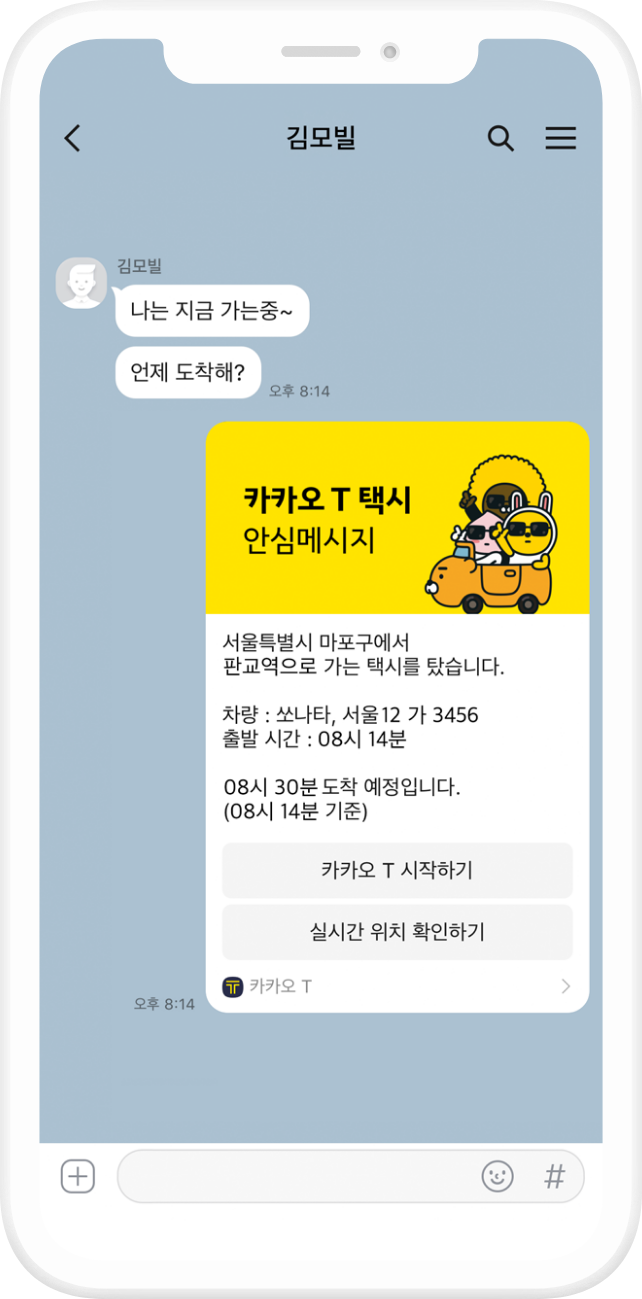 김모빌
김모빌
나는 지금 가는중~
언제 도착해?
오후 8:14
카카오 T 택시
안심메시지
서울특별시 마포구에서
판교역으로 가는 택시를 탔습니다.
차량 : 쏘나타, 서울12 가 3456
출발 시간 : 08시 14분
08시 30분 도착 예정입니다.
(08시 14분 기준)
카카오 T 시작하기
실시간 위치 확인하기
카카오 T
오후 8:14
#